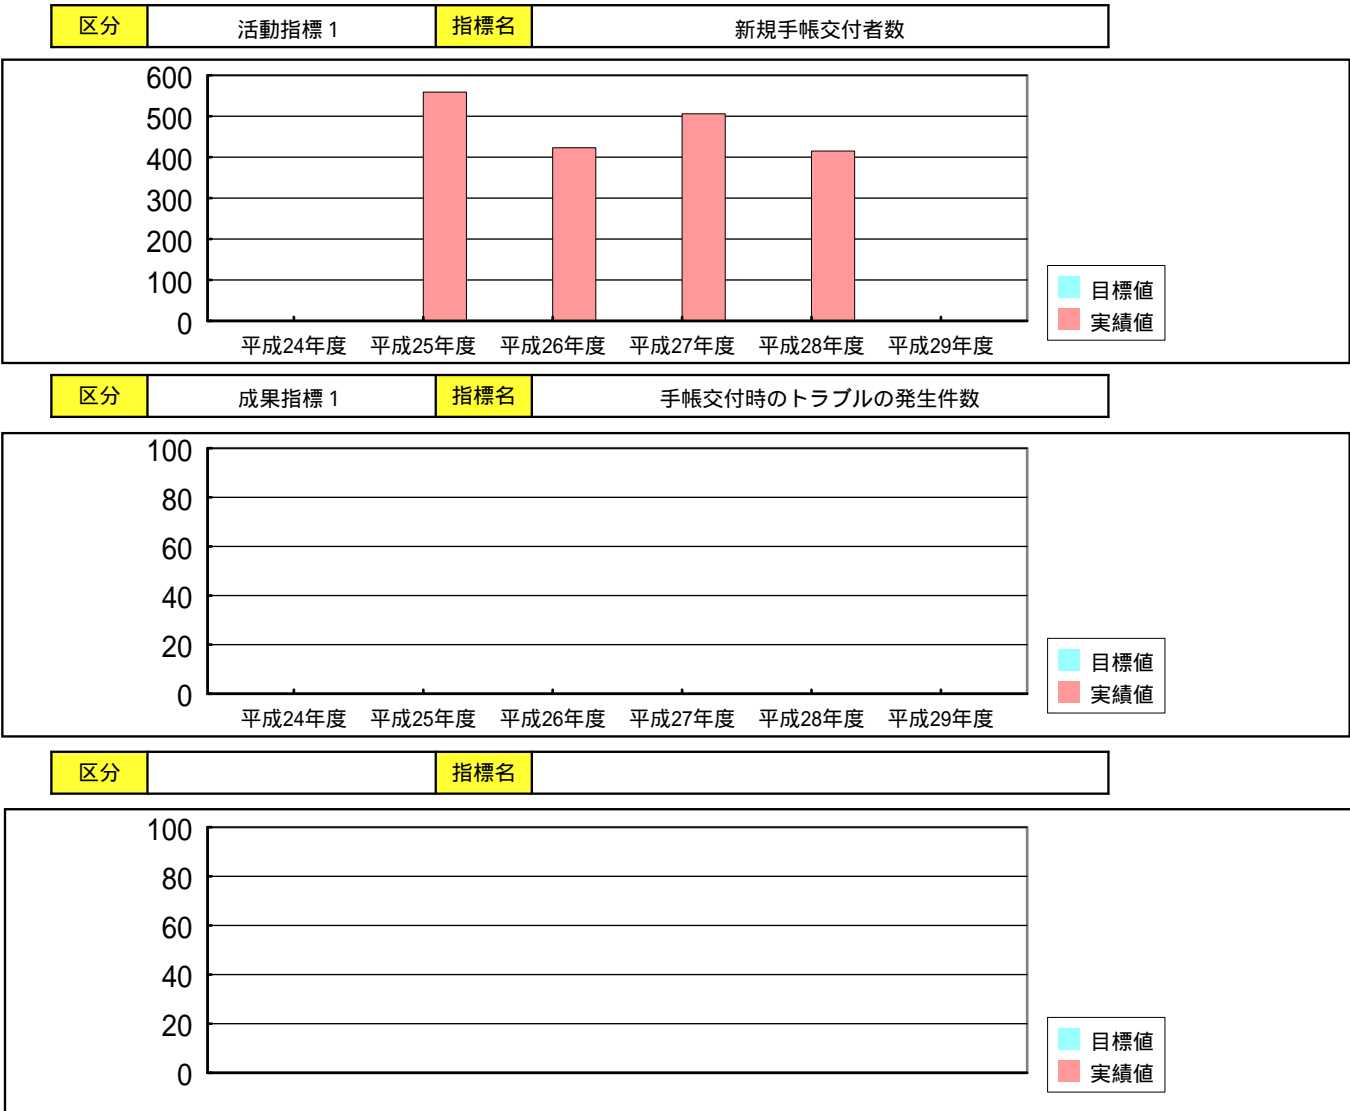 区分 活動指標1 指標名 新規手帳交付者数
600
500
400
300
200
100
0
平成24年度 平成25年度 平成26年度 平成27年度 平成28年度 平成29年度
目標値
実績値
区分 成果指標1 指標名 手帳交付時のトラブルの発生件数
100
80
60
40
20
0
平成24年度 平成25年度 平成26年度 平成27年度 平成28年度 平成29年度
目標値
実績値
区分 指標名
100
80
60
40
20
0
目標値
実績値